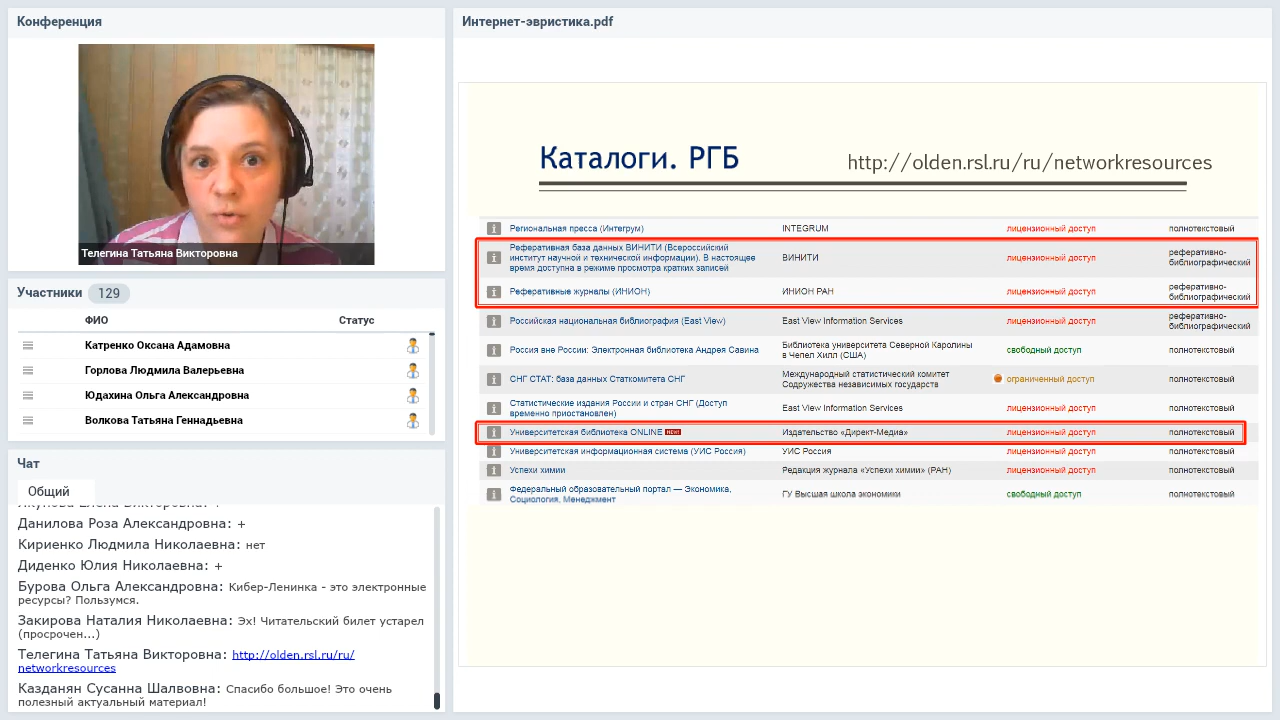 Конференция
Телегина Татьяна Викторовна
Участники 129
ФИО Статус
Катренко Оксана Адамовна
Горлова Людмила Валерьевна
Юдахина Ольга Александровна
Волкова Татьяна Геннадьевна
Чат
Общий
Данилова Роза Александровна: +
Кириенко Людмила Николаевна: нет
Диденко Юлия Николаевна: +
Бурова Ольга Александровна: Кибер-Ленинка - это электронные
ресурсы? Пользумся.
Закирова Наталия Николаевна: Эх! Читательский билет устарел
(просрочен...)
Телегина Татьяна Викторовна: http://olden.rsl.ru/ru/
networkresources
Казданян Сусанна Шалвовна: Спасибо большое! Это очень
полезный актуальный материал!
Интернет-эвристика.pdf
Каталоги. РГБ http://olden.rsl.ru/ru/networkresources
Региональная пресса (Интегрум) INTEGRUM лицензионный доступ полнотекстовый
Реферативная база данных ВИНИТИ (Всероссийский
институт научной и технической информации). В настоящее
время доступна в режиме просмотра кратких записей
ВИНИТИ лицензионный доступ
реферативно-
библиографический
Реферативные журналы (ИНИОН) ИНИОН РАН лицензионный доступ
реферативно-
библиографический
Российская национальная библиография (East View) East View Information Services лицензионный доступ
реферативно-
библиографический
Россия вне России: Электронная библиотека Андрея Савина
Библиотека университета Северной Каролины
в Чепел Хилл (США)
свободный доступ полнотекстовый
СНГ СТАТ: база данных Статкомитета СНГ
Международный статистический комитет
Содружества независимых государств
ограниченный доступ полнотекстовый
Статистические издания России и стран СНГ (Доступ
временно приостановлен)
East View Information Services лицензионный доступ полнотекстовый
Университетская библиотека ONLINE NEW! Издательство «Директ-Медиа» лицензионный доступ полнотекстовый
Университетская информационная система (УИС Россия) УИС Россия лицензионный доступ полнотекстовый
Успехи химии Редакция журнала «Успехи химии» (РАН) лицензионный доступ полнотекстовый
Федеральный образовательный портал — Экономика,
Социология, Менеджмент
ГУ Высшая школа экономики свободный доступ полнотекстовый